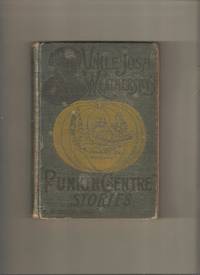 UNCLE JOSH
WEATHERSBY'S
PUNKIN CENTRE
STORIES